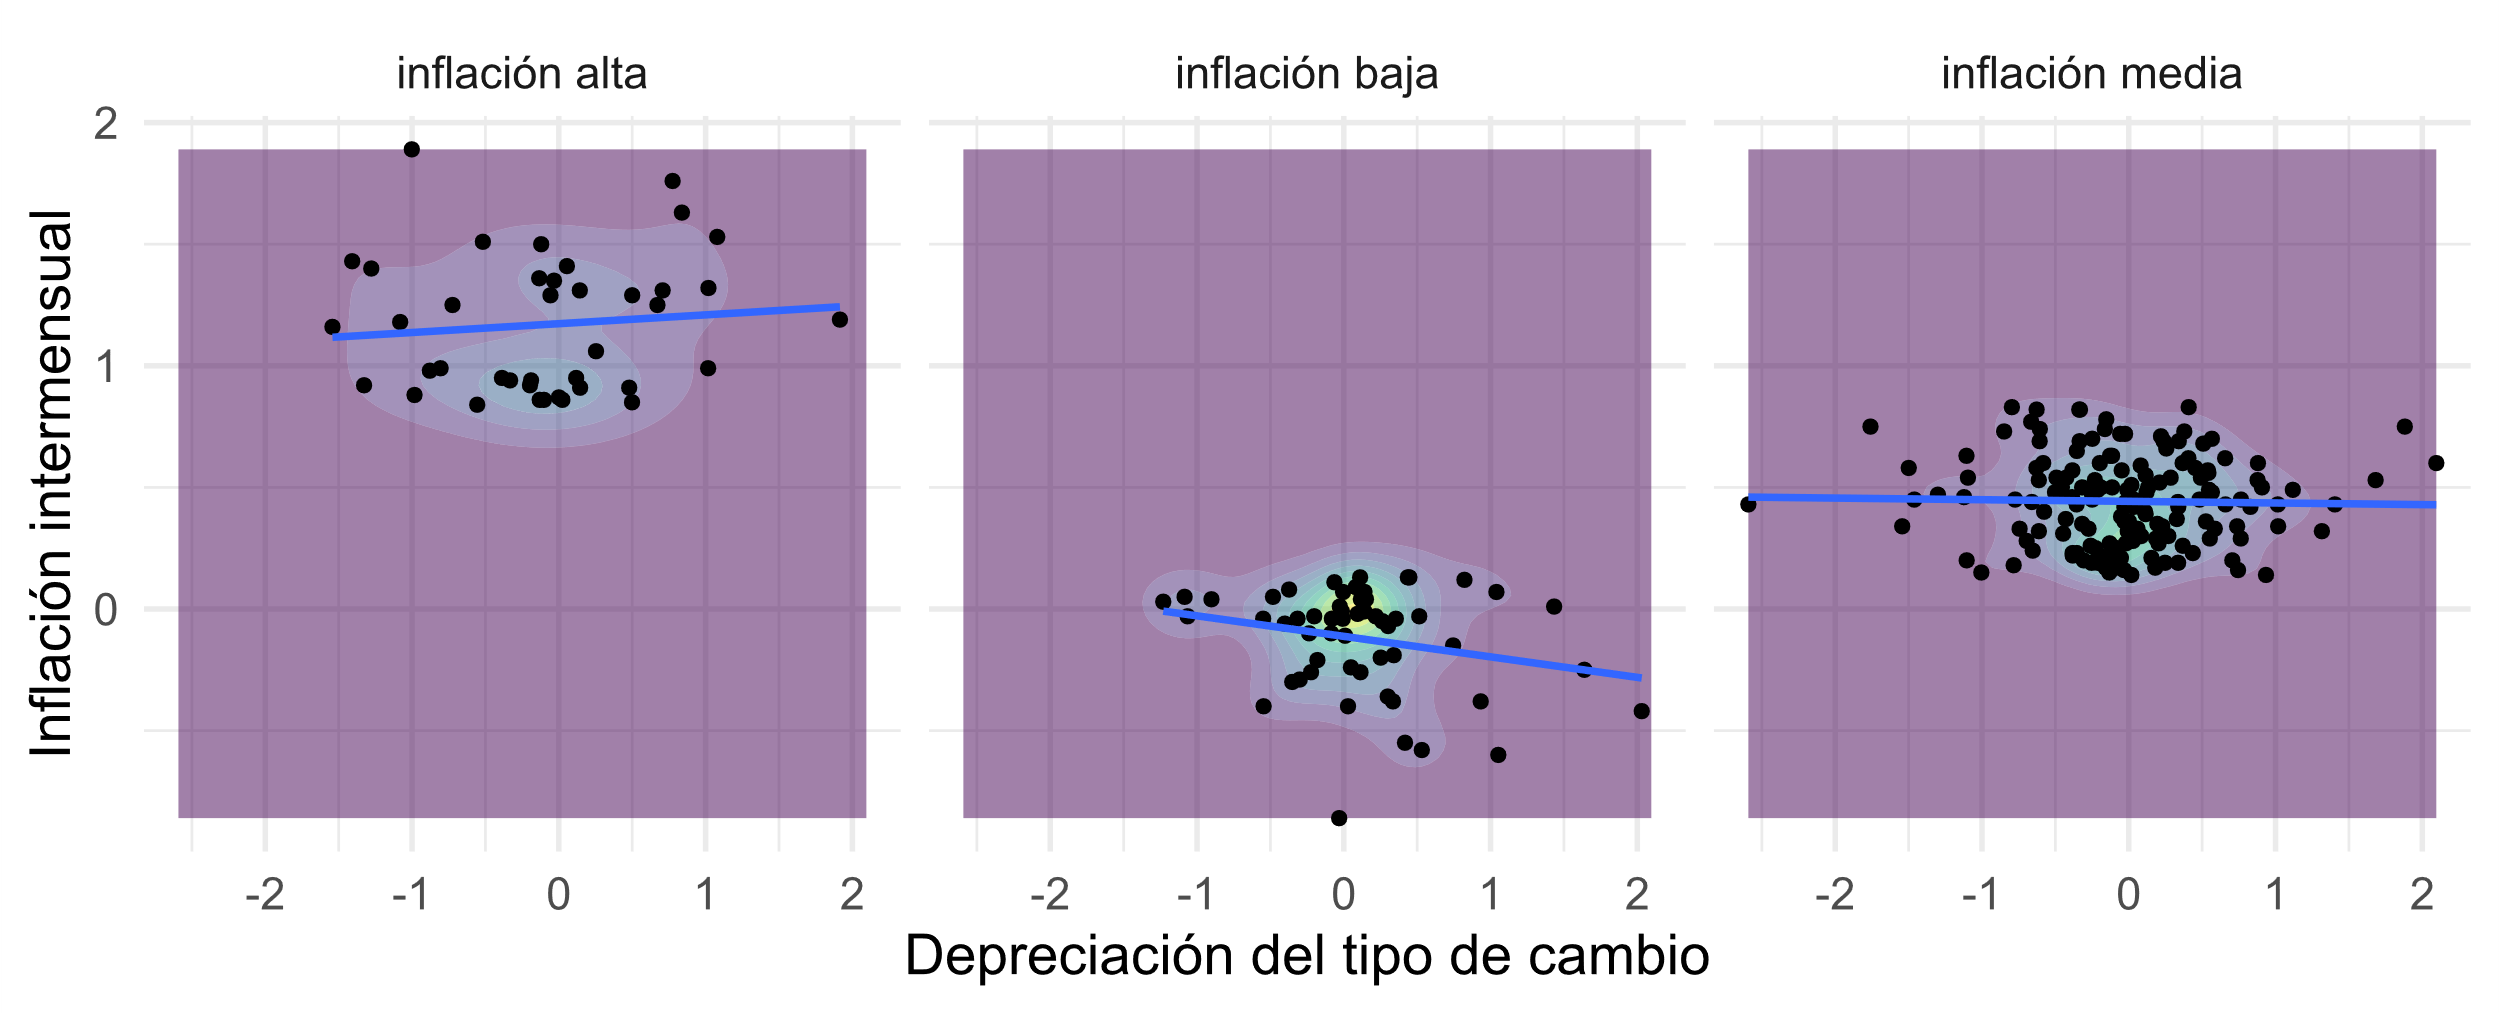 inflación alta
inflación baja
inflación media
Inflación intermensual
2
1
0
-2 -1 0 1 2
-2 -1 0 1 2
-2 -1 0 1 2
Depreciación del tipo de cambio